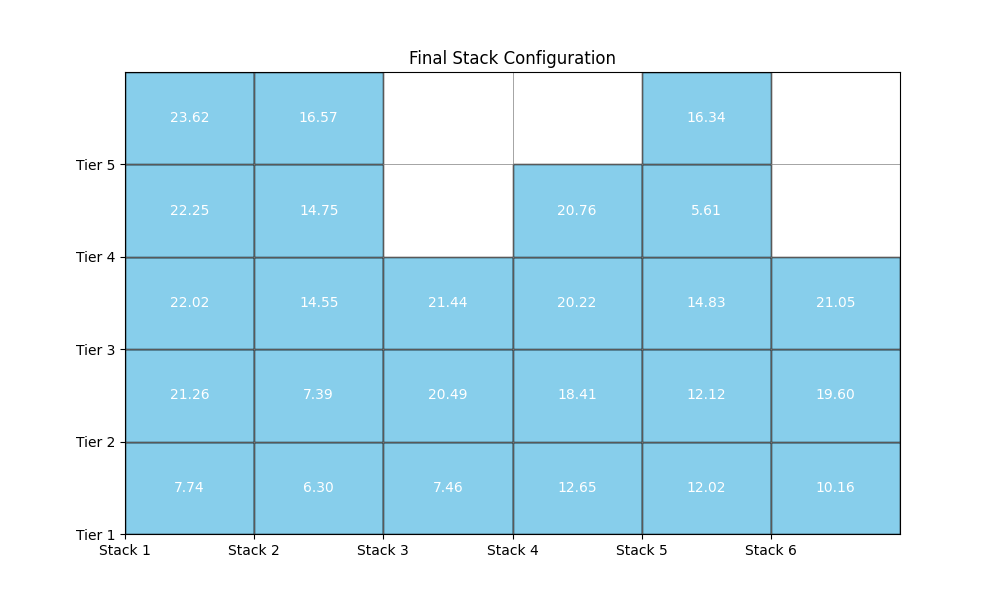 Final Stack Configuration
23.62 16.57 16.34
Tier 5
22.25 14.75 20.76 5.61
Tier 4
22.02 14.55 21.44 20.22 14.83 21.05
Tier 3
21.26 7.39 20.49 18.41 12.12 19.60
Tier 2
7.74 6.30 7.46 12.65 12.02 10.16
Tier 1
Stack 1 Stack 2 Stack 3 Stack 4 Stack 5 Stack 6